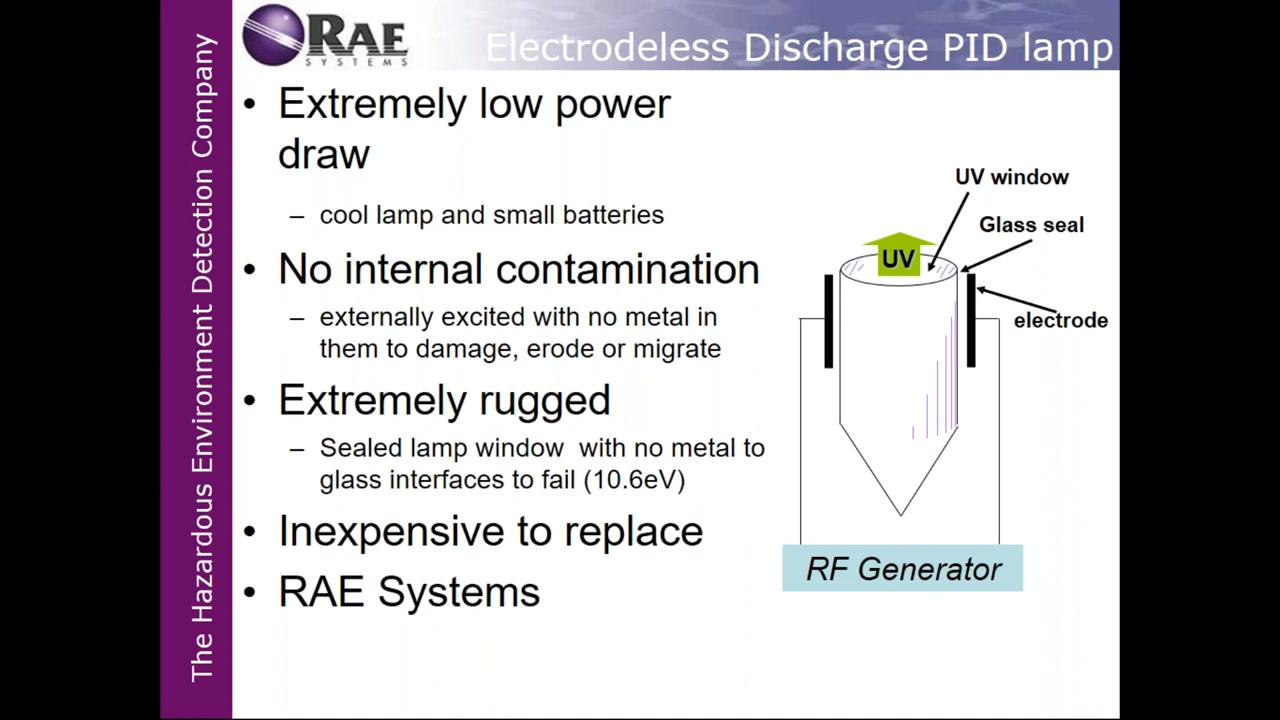 The Hazardous Environment Detection Company
RAE
SYSTEMS
Electrodeless Discharge PID lamp
• Extremely low power
draw
– cool lamp and small batteries
• No internal contamination
– externally excited with no metal in
them to damage, erode or migrate
• Extremely rugged
– Sealed lamp window with no metal to
glass interfaces to fail (10.6eV)
• Inexpensive to replace
• RAE Systems
UV window
Glass seal
UV
electrode
RF Generator